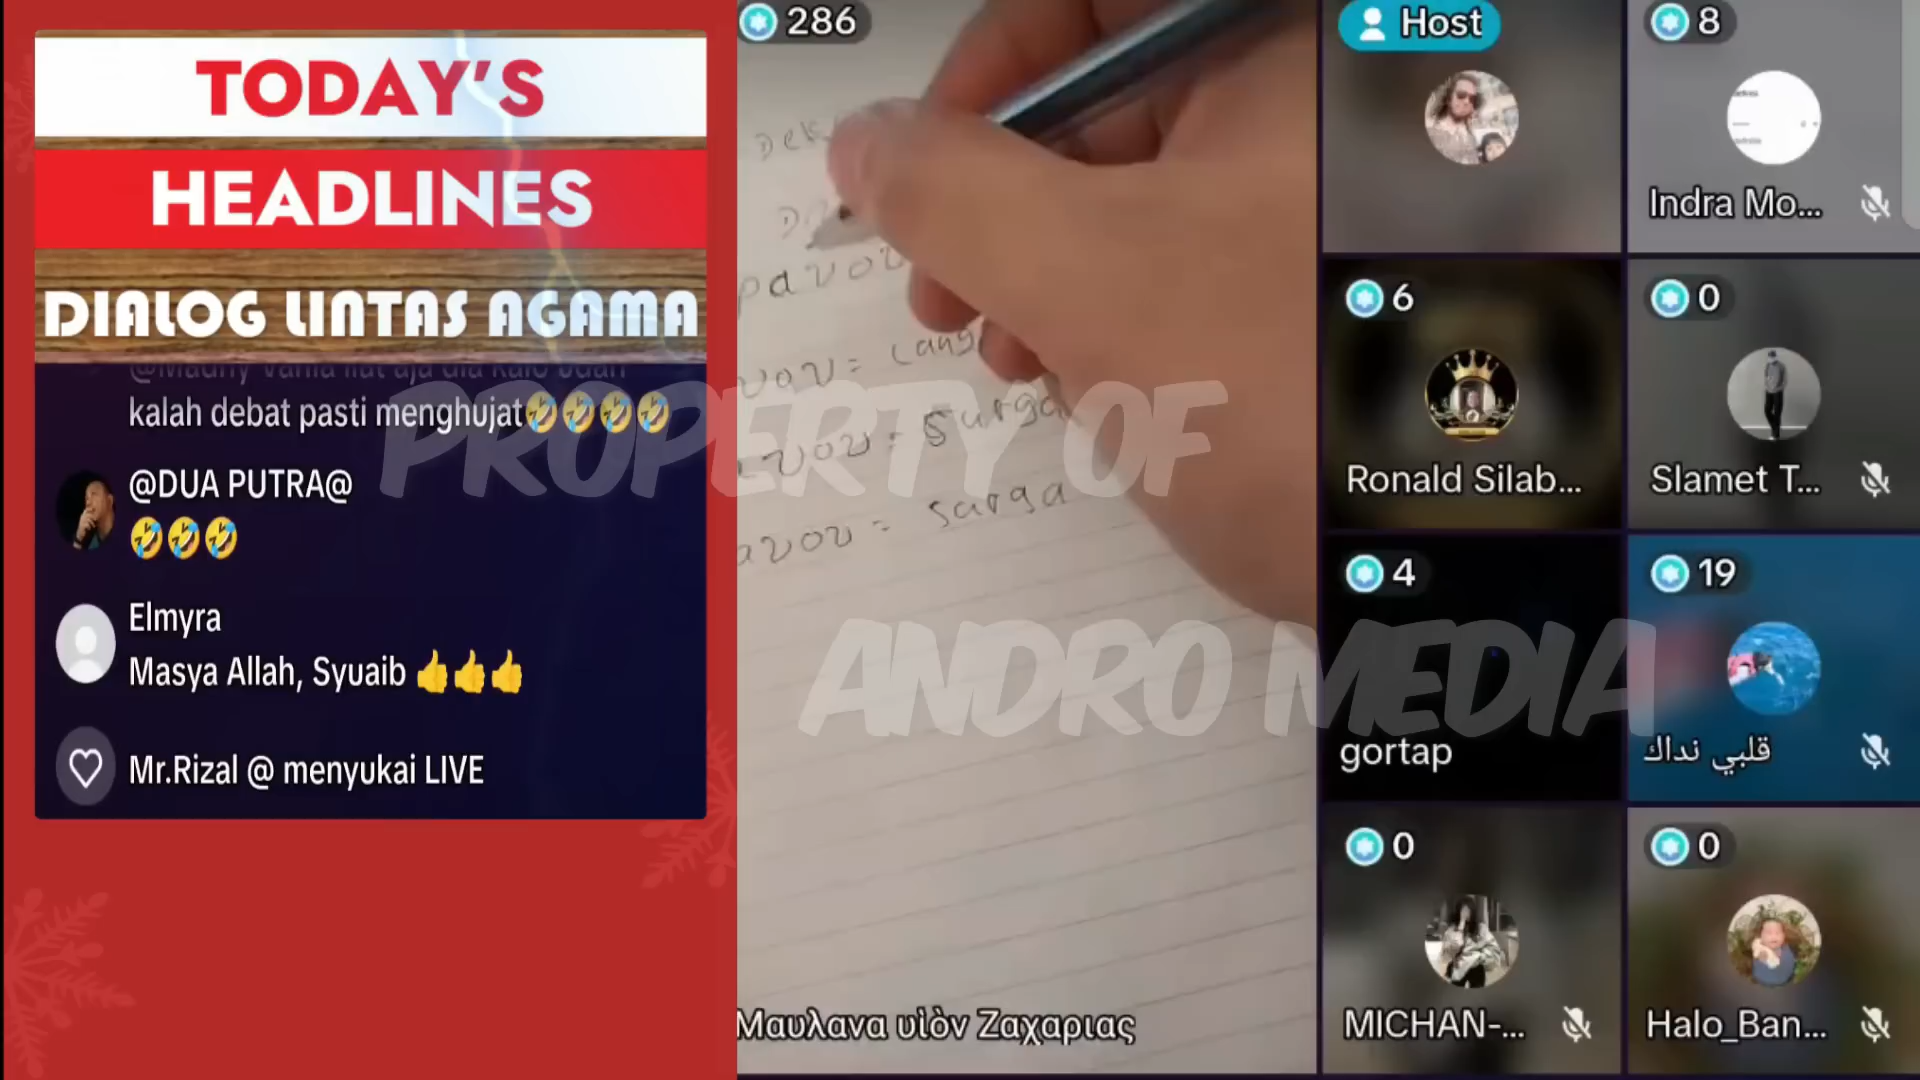 TODAY'S
HEADLINES
DIALOG LINTAS AGAMA
kalah debat pasti menghujat🤣🤣🤣🤣
@DUA PUTRA@
🤣🤣🤣
Elmyra
Masya Allah, Syuaib 👍👍👍
Mr.Rizal @ menyukai LIVE
286
= Lang
= Surga
= surga
Μαυλανα υἱὸν Ζαχαριας
PROPERTY OF
ANDRO MEDIA
Host
8
Indra Mo...
6
Ronald Silab...
0
Slamet T...
4
gortap
19
قلبي نداك
0
MICHAN-...
0
Halo_Ban...